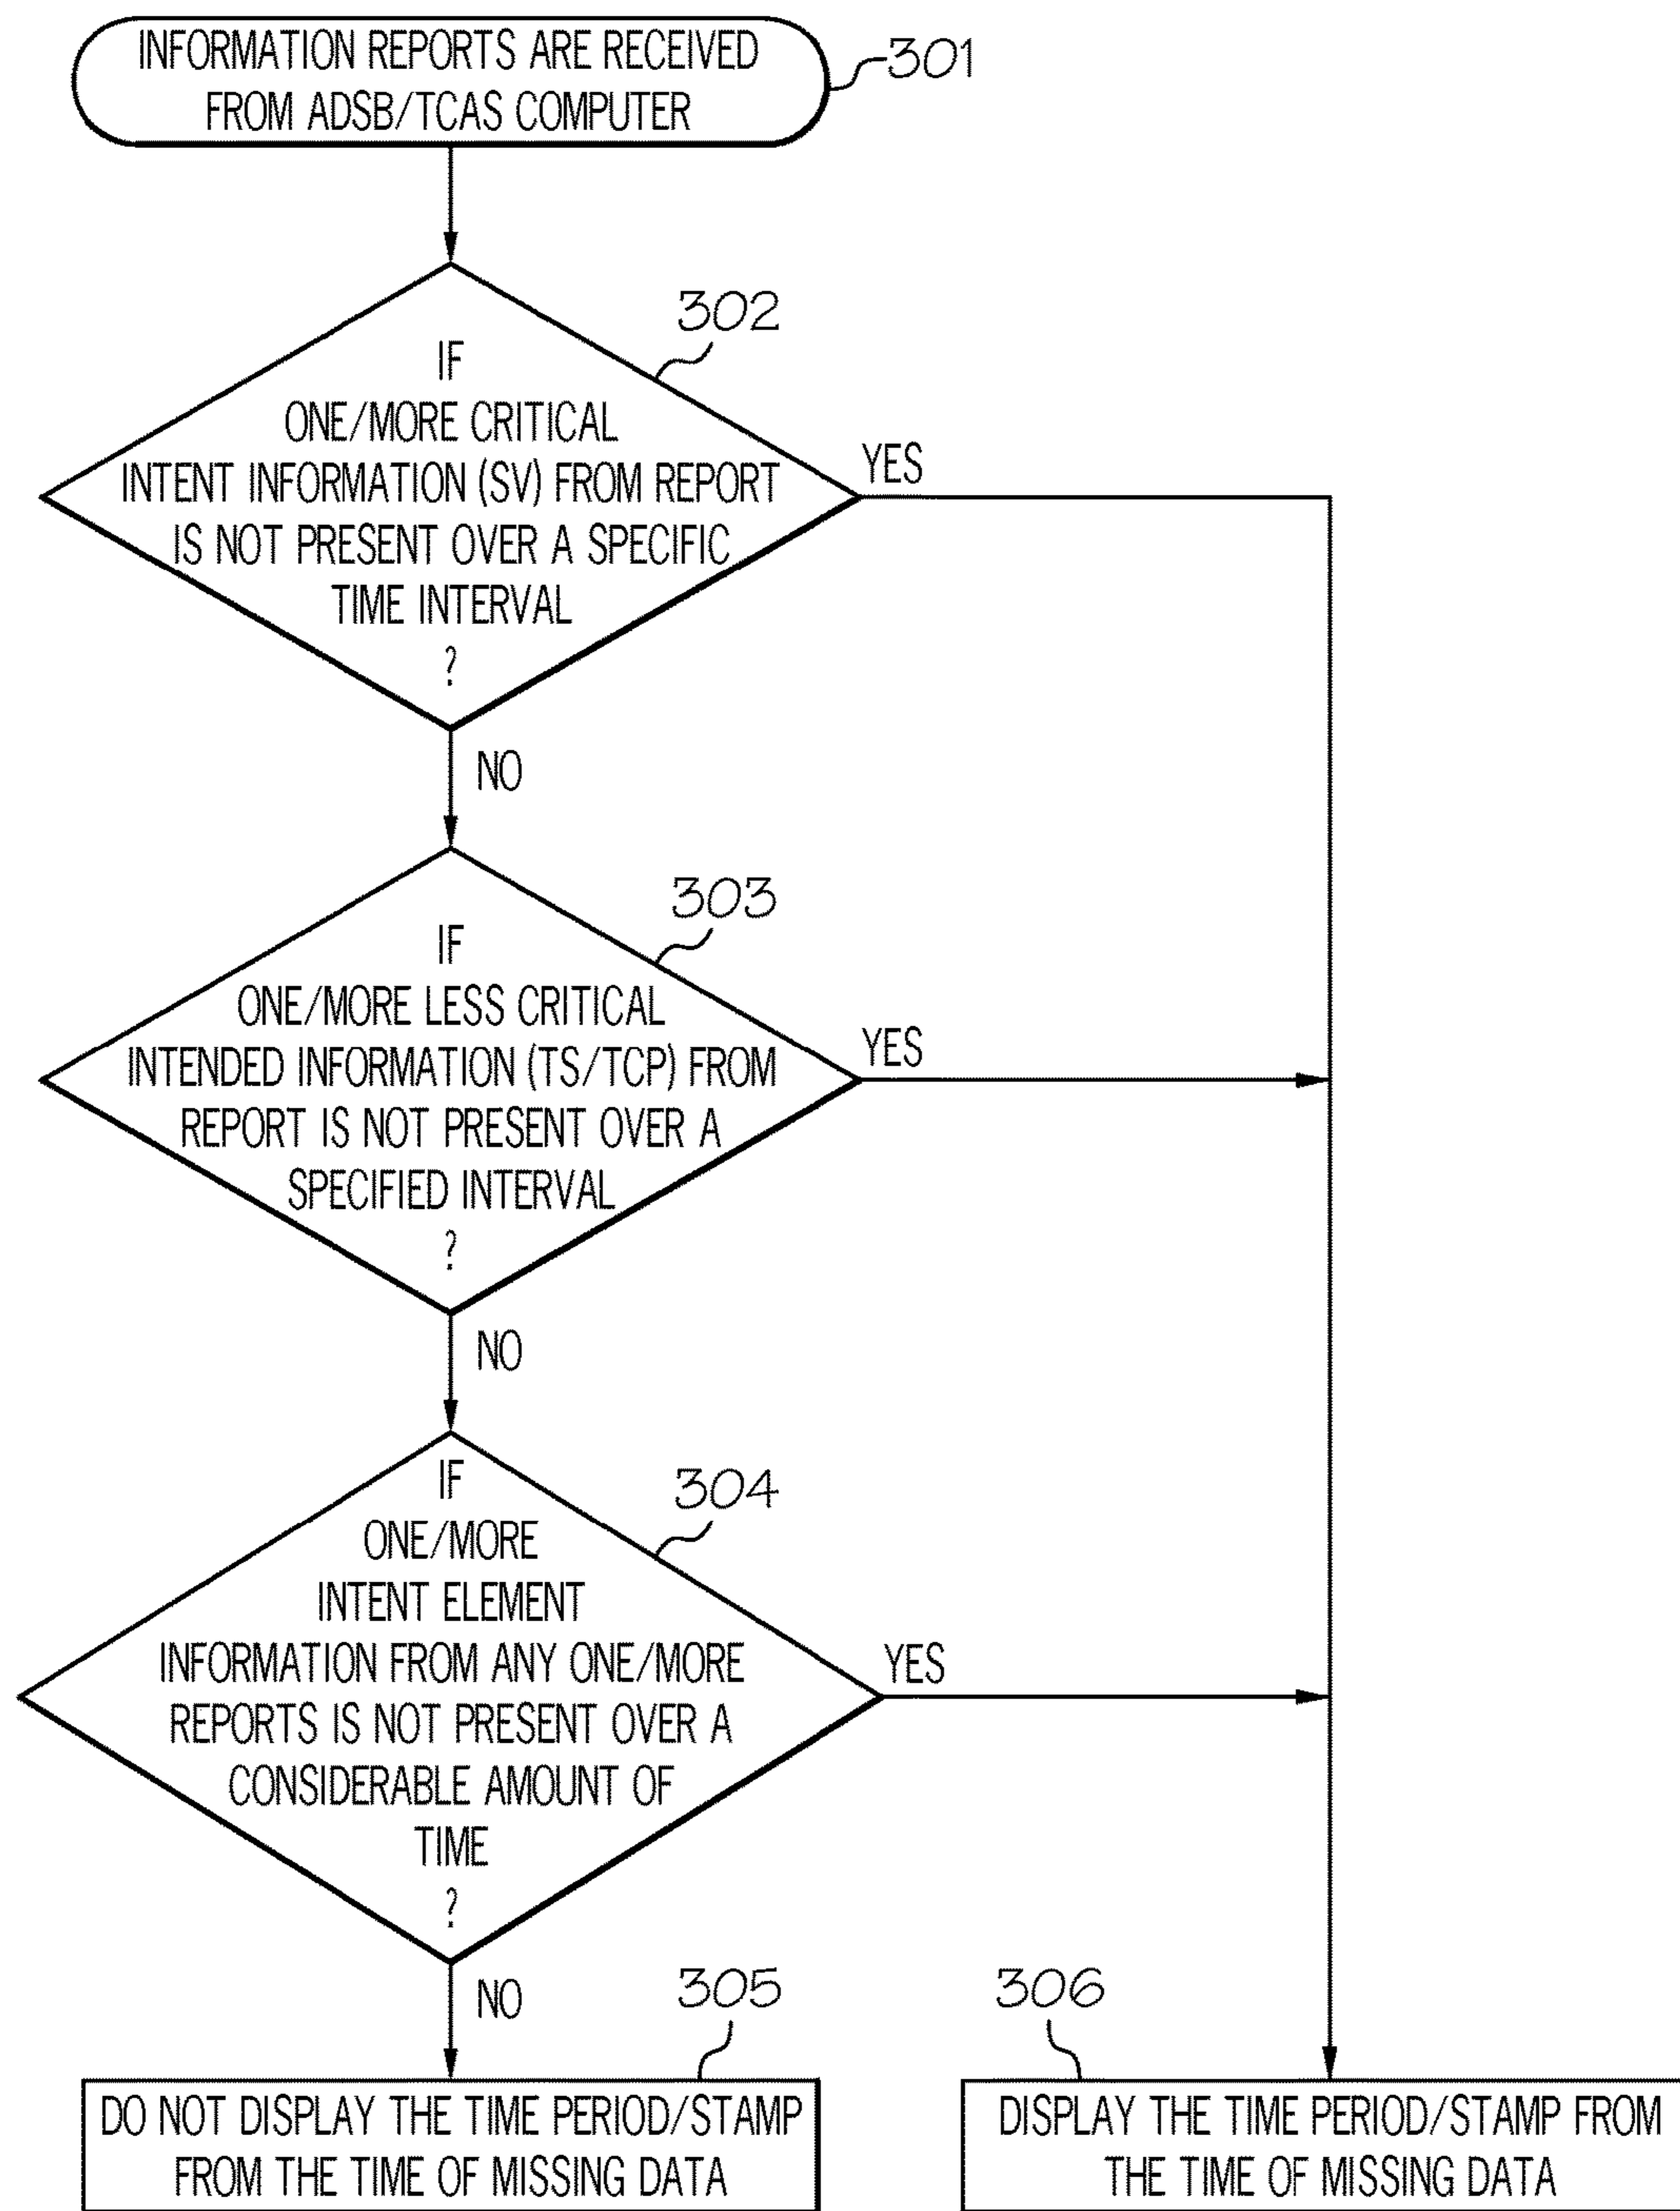 INFORMATION REPORTS ARE RECEIVED
FROM ADSB/TCAS COMPUTER
301
302
IF
ONE/MORE CRITICAL
INTENT INFORMATION (SV) FROM REPORT
IS NOT PRESENT OVER A SPECIFIC
TIME INTERVAL
?
YES
NO
303
IF
ONE/MORE LESS CRITICAL
INTENDED INFORMATION (TS/TCP) FROM
REPORT IS NOT PRESENT OVER A
SPECIFIED INTERVAL
?
YES
NO
304
IF
ONE/MORE
INTENT ELEMENT
INFORMATION FROM ANY ONE/MORE
REPORTS IS NOT PRESENT OVER A
CONSIDERABLE AMOUNT OF
TIME
?
YES
NO
305
DO NOT DISPLAY THE TIME PERIOD/STAMP
FROM THE TIME OF MISSING DATA
306
DISPLAY THE TIME PERIOD/STAMP FROM
THE TIME OF MISSING DATA